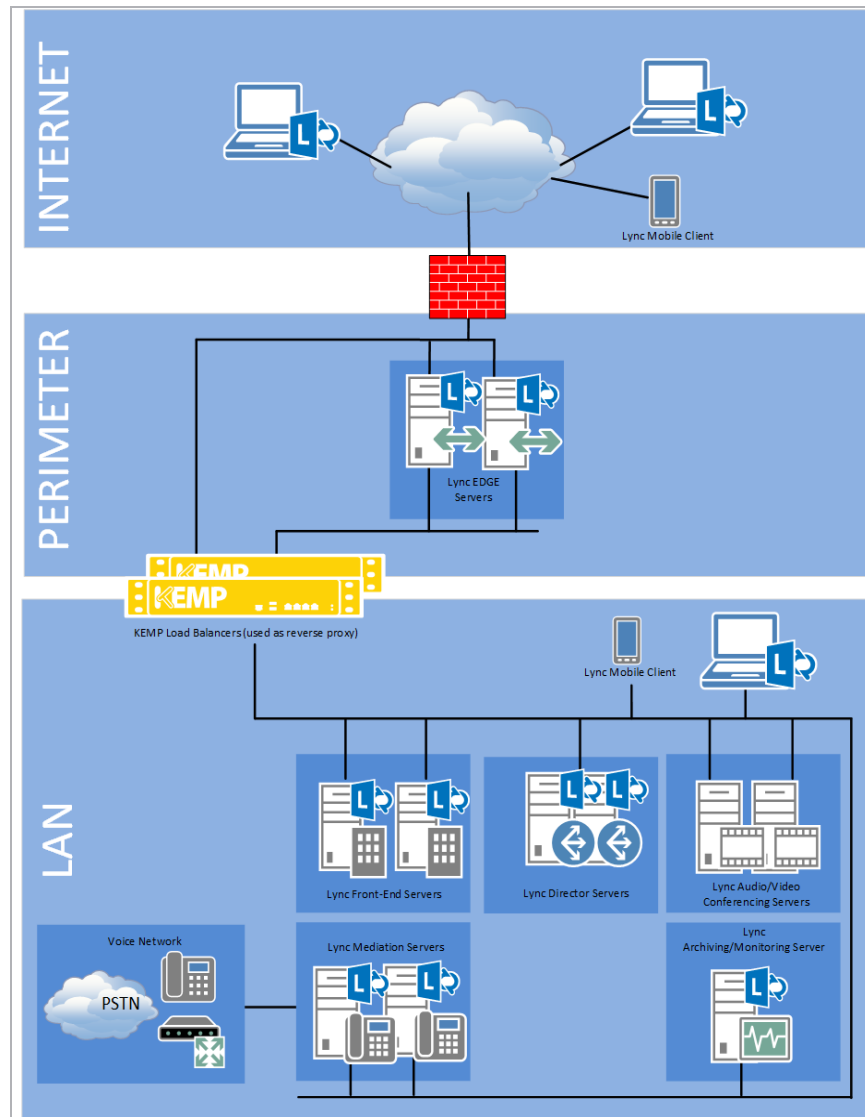 INTERNET
L
L
Lync Mobile Client
PERIMETER
L
L
Lync EDGE
Servers
KEMP
KEMP
KEMP Load Balancers (used as reverse proxy)
LAN
Lync Mobile Client
L
L
L
L
L
Lync Front-End Servers
Lync Director Servers
Lync Audio/Video
Conferencing Servers
Voice Network
PSTN
Lync Mediation Servers
L
L
Lync
Archiving/Monitoring Server
L